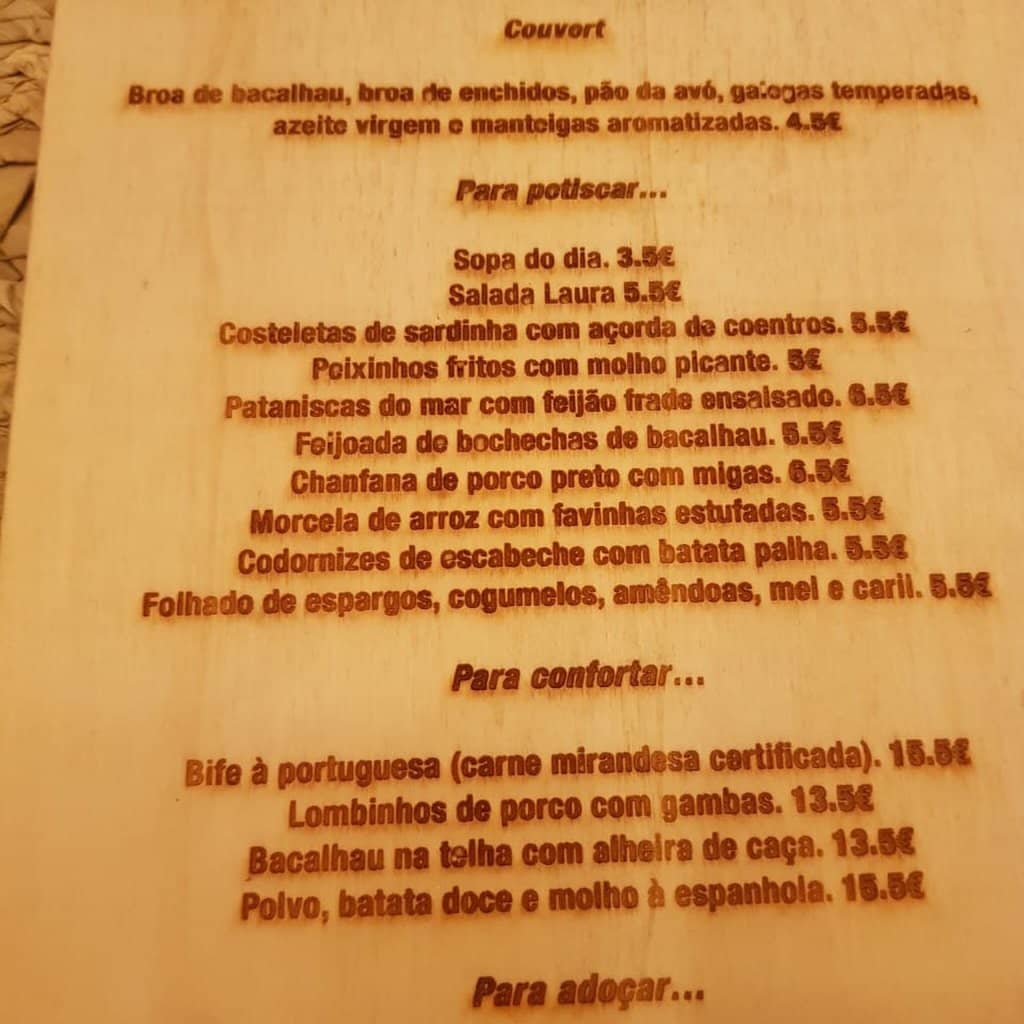 Couvort
Broa de bacalhau, broa de enchidos, pão da avó, galegas temperadas,
azeite virgem e manteigas aromatizadas. 4.5€
Para petiscar...
Sopa do dia. 3.5€
Salada Laura 5.5€
Costeletas de sardinha com açorda de coentros. 5.5€
Peixinhos fritos com molho picante. 5€
Pataniscas do mar com feijão frade ensalsado. 6.5€
Feijoada de bochechas de bacalhau. 5.5€
Chanfana de porco preto com migas. 6.5€
Morcela de arroz com favinhas estufadas. 5.5€
Codornizes de escabeche com batata palha. 5.5€
Folhado de espargos, cogumelos, amêndoas, mel e caril. 5.5€
Para confortar...
Bife à portuguesa (carne mirandesa certificada). 15.5€
Lombinhos de porco com gambas. 13.5€
Bacalhau na telha com alheira de caça. 13.5€
Polvo, batata doce e molho à espanhola. 15.5€
Para adoçar...